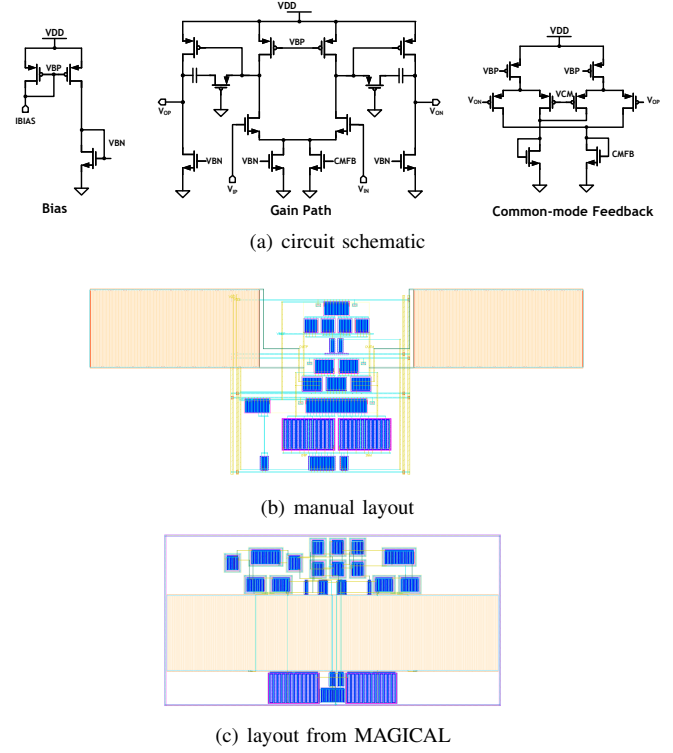 VDD
VBP
IBIAS
VBN
Bias
VDD
VBP
VOP
VON
VBN
VBN
CMFB
VBN
VIP
VIN
Gain Path
VDD
VBP
VBP
VON
VCM
VOP
CMFB
Common-mode Feedback
(a) circuit schematic
(b) manual layout
(c) layout from MAGICAL